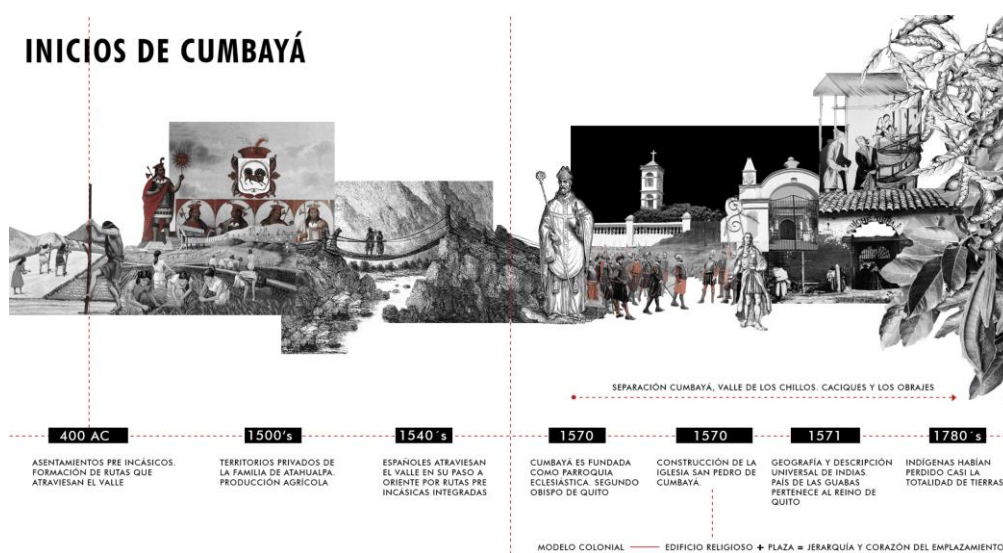 INICIOS DE CUMBAYÁ
SEPARACIÓN CUMBAYÁ, VALLE DE LOS CHILLOS. CACIQUES Y LOS OBRAJES
400 AC
ASENTAMIENTOS PRE INCÁSICOS.
FORMACIÓN DE RUTAS QUE
ATRAVIESAN EL VALLE
1500's
TERRITORIOS PRIVADOS DE
LA FAMILIA DE ATAHUALPA.
PRODUCCIÓN AGRÍCOLA
1540´s
ESPAÑOLES ATRAVIESAN
EL VALLE EN SU PASO A
ORIENTE POR RUTAS PRE
INCÁSICAS INTEGRADAS
1570
CUMBAYÁ ES FUNDADA
COMO PARROQUIA
ECLESIÁSTICA. SEGUNDO
OBISPO DE QUITO
1570
CONSTRUCCIÓN DE LA
IGLESIA SAN PEDRO DE
CUMBAYÁ.
1571
GEOGRAFÍA Y DESCRIPCIÓN
UNIVERSAL DE INDIAS.
PAÍS DE LAS GUABAS
PERTENECE AL REINO DE
QUITO
1780´s
INDÍGENAS HABÍAN
PERDIDO CASI LA
TOTALIDAD DE TIERRAS
MODELO COLONIAL EDIFICIO RELIGIOSO + PLAZA = JERARQUÍA Y CORAZÓN DEL EMPLAZAMIENTO